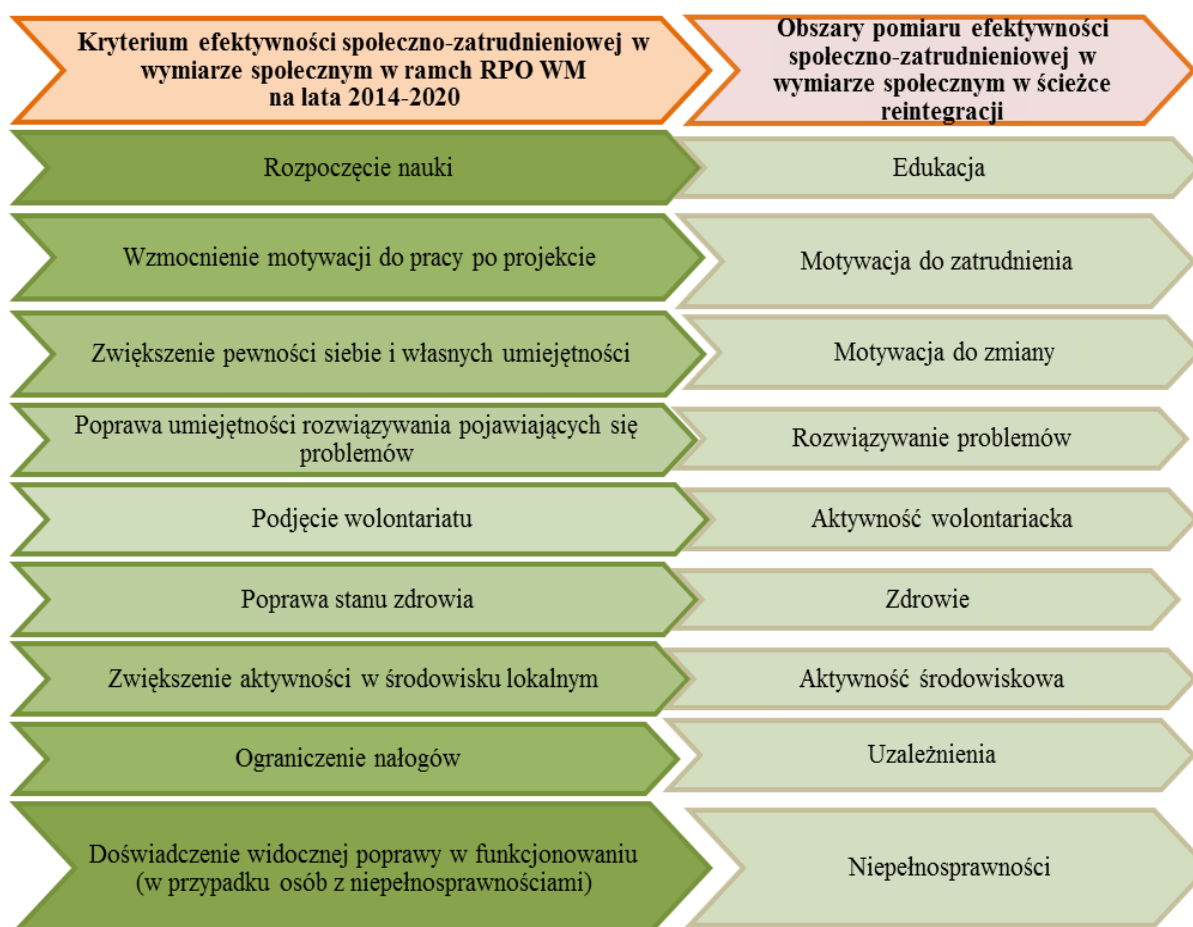 Kryterium efektywności społeczno-zatrudnieniowej w
wymiarze społecznym w ramch RPO WM
na lata 2014-2020
Obszary pomiaru efektywności
społeczno-zatrudnieniowej w
wymiarze społecznym w ścieżce
reintegracji
Rozpoczęcie nauki
Edukacja
Wzmocnienie motywacji do pracy po projekcie
Motywacja do zatrudnienia
Zwiększenie pewności siebie i własnych umiejętności
Motywacja do zmiany
Poprawa umiejętności rozwiązywania pojawiających się
problemów
Rozwiązywanie problemów
Podjęcie wolontariatu
Aktywność wolontariacka
Poprawa stanu zdrowia
Zdrowie
Zwiększenie aktywności w środowisku lokalnym
Aktywność środowiskowa
Ograniczenie nałogów
Uzależnienia
Doświadczenie widocznej poprawy w funkcjonowaniu
(w przypadku osób z niepełnosprawnościami)
Niepełnosprawności